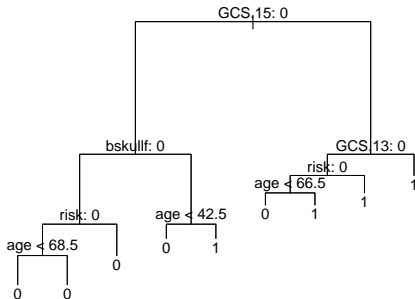 GCS.15: 0
bskullf: 0
GCS.13: 0
risk: 0
1
age < 66.5
0
1
1
risk: 0
age < 42.5
0
1
age < 68.5
0
0
0